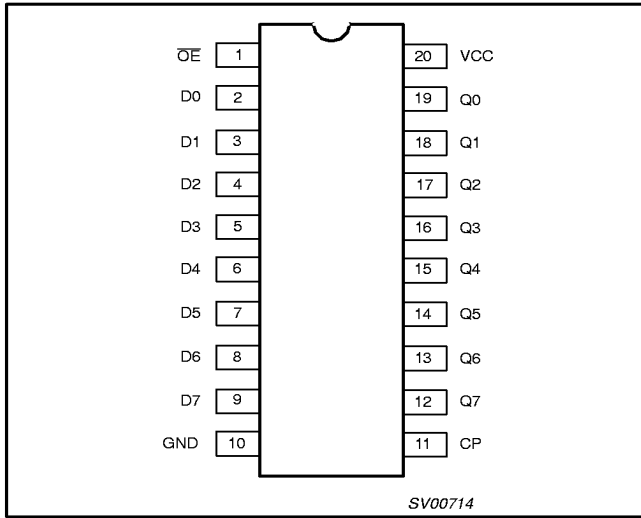 O̅E̅ 1 20 VCC
D0 2 19 Q0
D1 3 18 Q1
D2 4 17 Q2
D3 5 16 Q3
D4 6 15 Q4
D5 7 14 Q5
D6 8 13 Q6
D7 9 12 Q7
GND 10 11 CP
SV00714